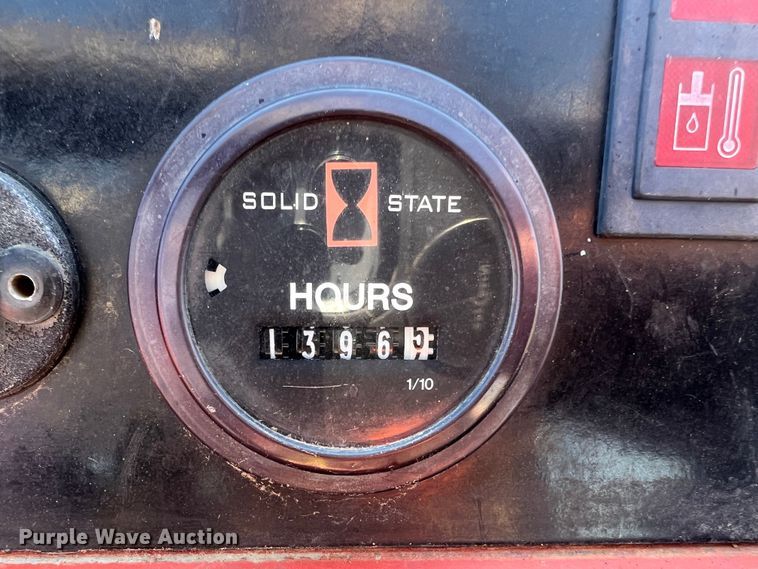 SOLID STATE
HOURS
1396
1/10
Purple Wave Auction